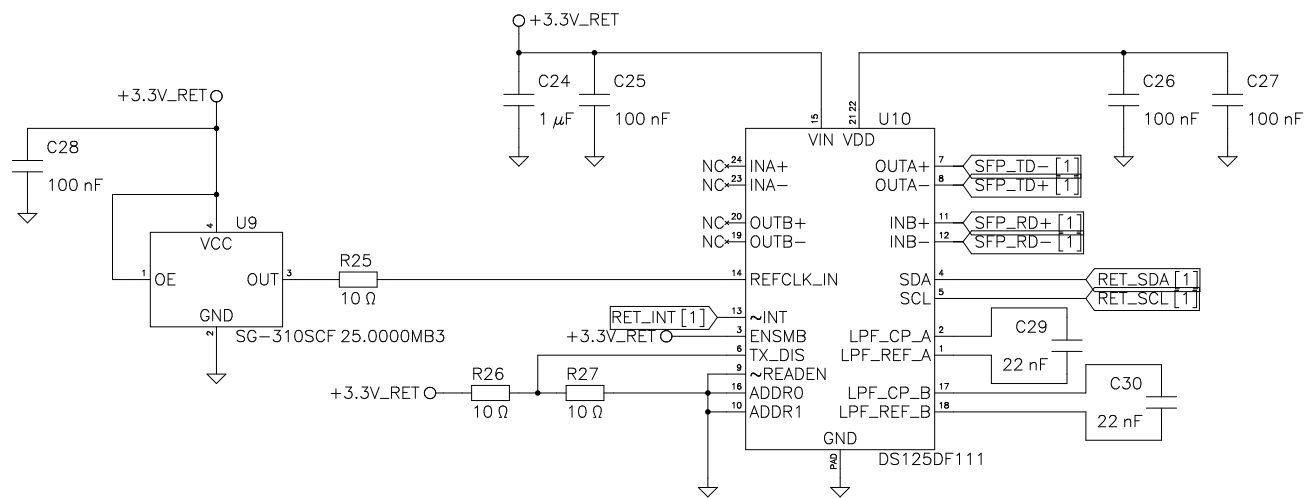 +3.3V_RET
C24
1 μF
C25
100 nF
C26
100 nF
C27
100 nF
+3.3V_RET
C28
100 nF
U9
4
VCC
1
OE
OUT
3
GND
2
SG-310SCF 25.0000MB3
R25
10 Ω
U10
15
21 22
VIN VDD
NC 24 INA+
NC 23 INA-
NC 20 OUTB+
NC 19 OUTB-
14 REFCLK_IN
RET_INT [1] 13 ~INT
+3.3V_RET 3 ENSMB
6 TX_DIS
9 ~READEN
16 ADDR0
10 ADDR1
+3.3V_RET
R26
10 Ω
R27
10 Ω
OUTA+ 7 SFP_TD- [1]
OUTA- 8 SFP_TD+ [1]
INB+ 11 SFP_RD+ [1]
INB- 12 SFP_RD- [1]
SDA 4 RET_SDA [1]
SCL 5 RET_SCL [1]
LPF_CP_A 2
LPF_REF_A 1
C29
22 nF
LPF_CP_B 17
LPF_REF_B 18
C30
22 nF
GND
PAD
DS125DF111